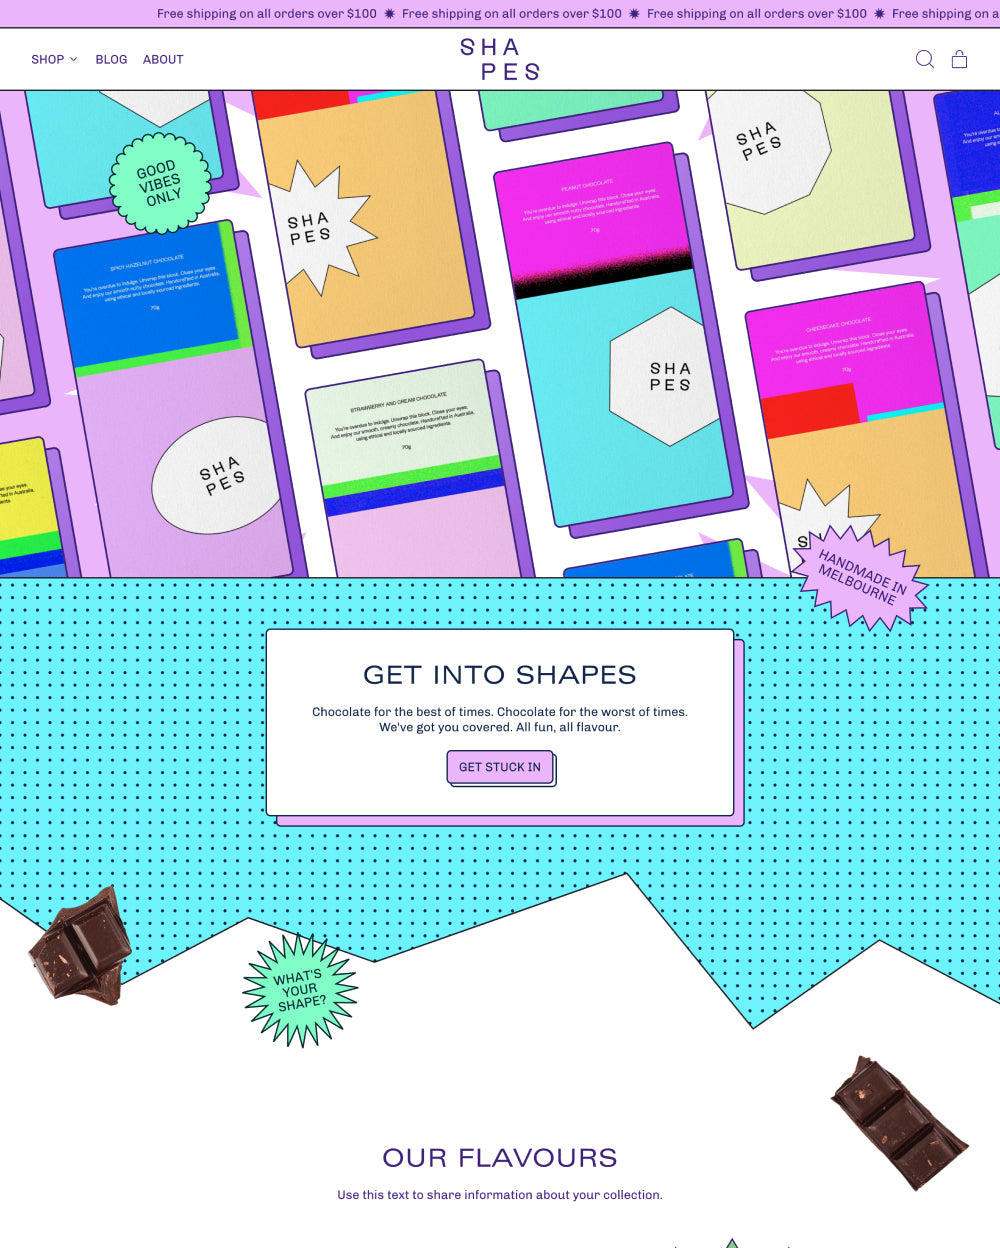 Free shipping on all orders over $100 ✹ Free shipping on all orders over $100 ✹ Free shipping on all orders over $100 ✹ Free shipping on a
SHOP BLOG ABOUT
SHA
PES
GOOD
VIBES
ONLY
SHA
PES
SHA
PES
PEANUT CHOCOLATE
You're overdue to indulge. Unwrap this block. Close your eyes.
And enjoy our smooth nutty chocolate. Handcrafted in Australia,
using ethical and locally sourced ingredients.
70g
SPICY HAZELNUT CHOCOLATE
You're overdue to indulge. Unwrap this block. Close your eyes.
And enjoy our smooth nutty chocolate. Handcrafted in Australia,
using ethical and locally sourced ingredients.
70g
CHEESECAKE CHOCOLATE
You're overdue to indulge. Unwrap this block. Close your eyes.
And enjoy our smooth, creamy chocolate. Handcrafted in Australia,
using ethical and locally sourced ingredients.
70g
SHA
PES
STRAWBERRY AND CREAM CHOCOLATE
You're overdue to indulge. Unwrap this block. Close your eyes.
And enjoy our smooth, creamy chocolate. Handcrafted in Australia,
using ethical and locally sourced ingredients.
70g
SHA
PES
HANDMADE IN
MELBOURNE
GET INTO SHAPES
Chocolate for the best of times. Chocolate for the worst of times.
We've got you covered. All fun, all flavour.
GET STUCK IN
WHAT'S
YOUR
SHAPE?
OUR FLAVOURS
Use this text to share information about your collection.